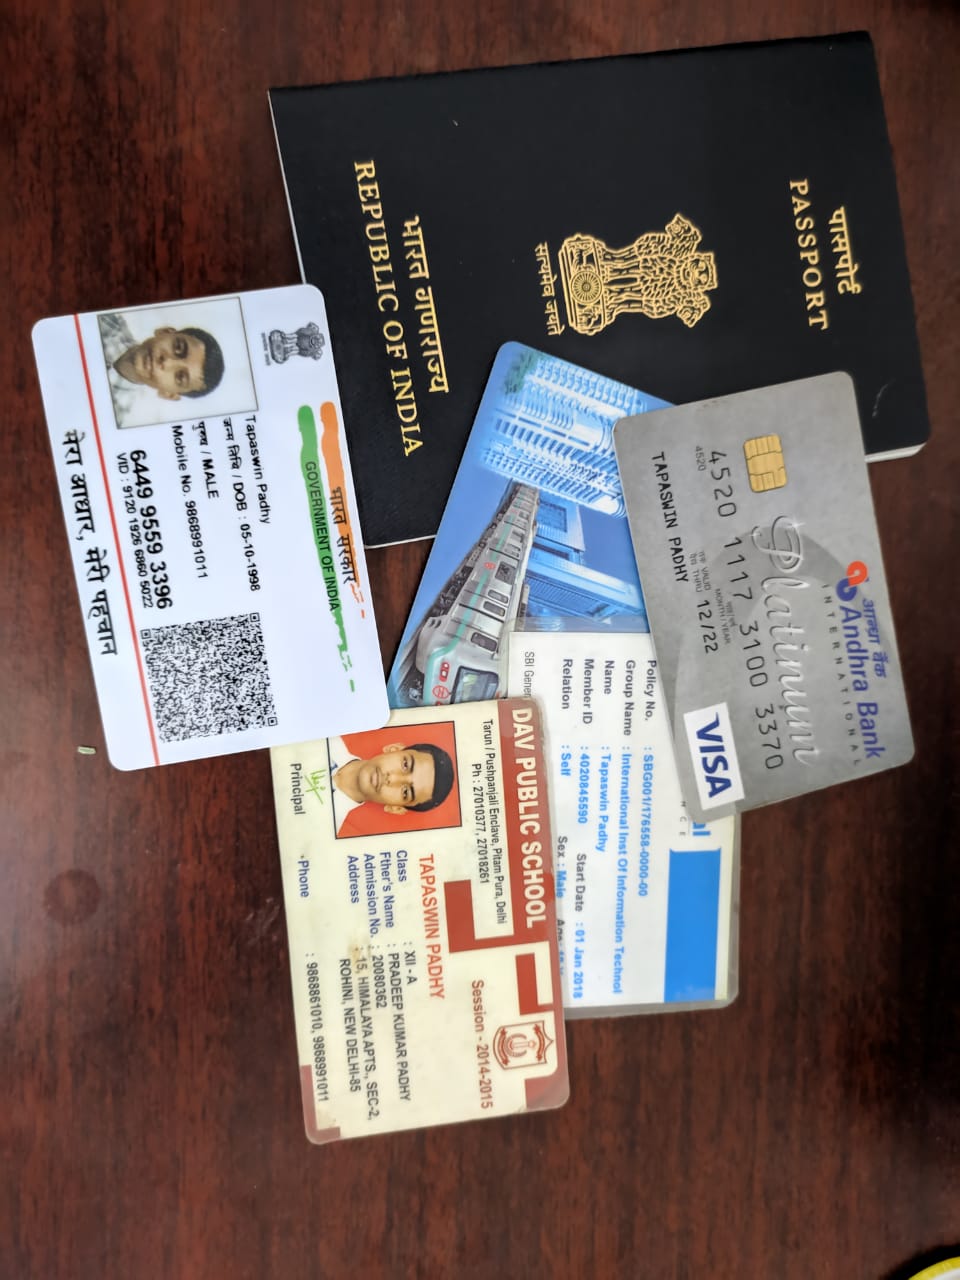 पासपोर्ट
PASSPORT
सत्यमेव जयते
भारत गणराज्य
REPUBLIC OF INDIA
आन्ध्रा बैंक
Andhra Bank
INTERNATIONAL
Platinum
4520 1117 3100 3370
4520
MONTH / YEAR
VALID
THRU 12/22
TAPASWIN PADHY
VISA
Policy No. : SBG001/176558-0000-00
Group Name : International Inst Of Information Technol
Name : Tapaswin Padhy
Member ID : 4020845590 Start Date : 01 Jan 2018
Relation : Self Sex : Male Age:
SBI Gener
DAV PUBLIC SCHOOL
Tarun / Pushpanjali Enclave, Pitam Pura, Delhi
Ph : 27010377, 27018261
Session - 2014-2015
TAPASWIN PADHY
Class : XII - A
Fther's Name : PRADEEP KUMAR PADHY
Admission No. : 20080362
Address : 15, HIMALAYA APTS., SEC-2,
ROHINI, NEW DELHI-85
Phone : 9868861010, 9868991011
Principal
भारत सरकार
GOVERNMENT OF INDIA
Tapaswin Padhy
जन्म तिथि / DOB : 05-10-1998
पुरुष / MALE
Mobile No. 9868991011
6449 9559 3396
VID : 9120 1926 6860 5022
मेरा आधार, मेरी पहचान